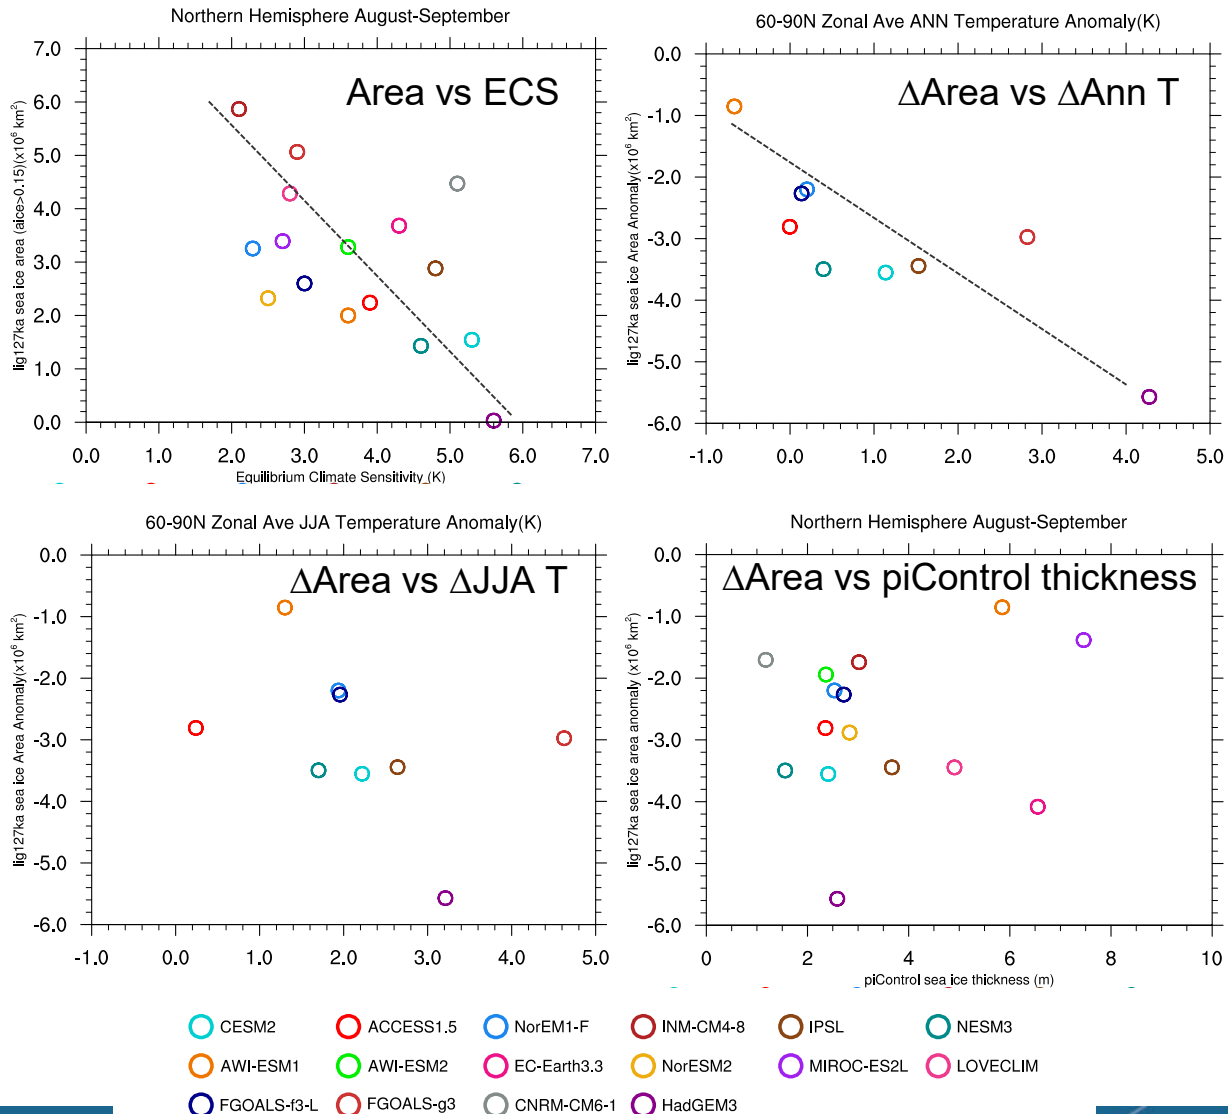 Northern Hemisphere August-September
Area vs ECS
lig127ka sea ice area (aice>0.15)(x10⁶ km²)
7.0
6.0
5.0
4.0
3.0
2.0
1.0
0.0
0.0 1.0 2.0 3.0 4.0 5.0 6.0 7.0
Equilibrium Climate Sensitivity (K)
60-90N Zonal Ave ANN Temperature Anomaly(K)
ΔArea vs ΔAnn T
lig127ka sea ice Area Anomaly(x10⁶ km²)
0.0
-1.0
-2.0
-3.0
-4.0
-5.0
-6.0
-1.0 0.0 1.0 2.0 3.0 4.0 5.0
60-90N Zonal Ave JJA Temperature Anomaly(K)
ΔArea vs ΔJJA T
lig127ka sea ice Area Anomaly(x10⁶ km²)
0.0
-1.0
-2.0
-3.0
-4.0
-5.0
-6.0
-1.0 0.0 1.0 2.0 3.0 4.0 5.0
Northern Hemisphere August-September
ΔArea vs piControl thickness
lig127ka sea ice area anomaly (x10⁶ km²)
0.0
-1.0
-2.0
-3.0
-4.0
-5.0
-6.0
0 2 4 6 8 10
piControl sea ice thickness (m)
CESM2 ACCESS1.5 NorEM1-F INM-CM4-8 IPSL NESM3
AWI-ESM1 AWI-ESM2 EC-Earth3.3 NorESM2 MIROC-ES2L LOVECLIM
FGOALS-f3-L FGOALS-g3 CNRM-CM6-1 HadGEM3